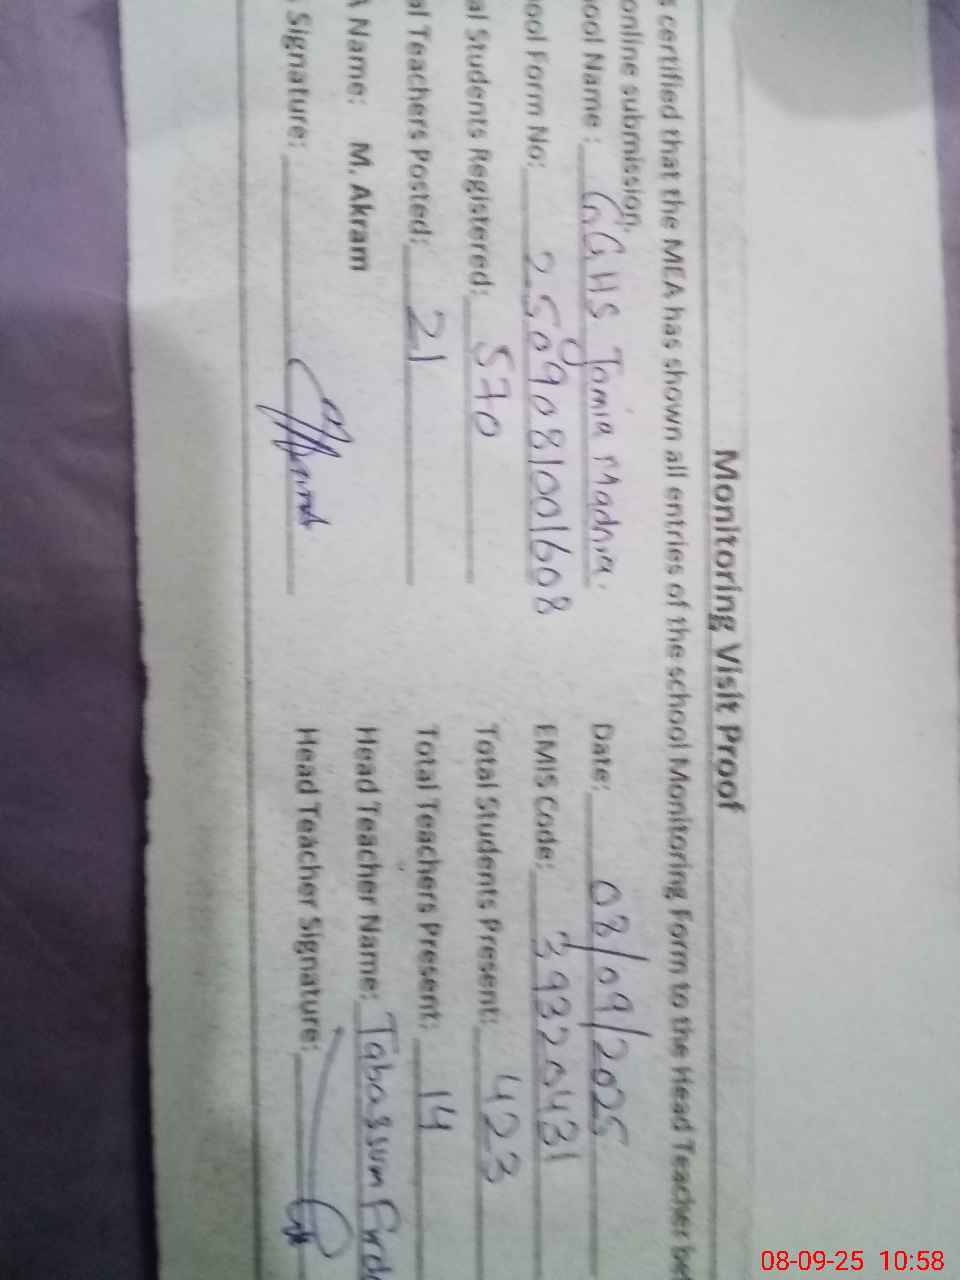 Monitoring Visit Proof
s certified that the MEA has shown all entries of the school Monitoring Form to the Head Teacher bef
online submission.
ool Name : GGHS Jamia Madnia. Date: 08/09/2025
ool Form No: 2509081001608 EMIS Code: 39320431
al Students Registered: 570 Total Students Present: 423
al Teachers Posted: 21 Total Teachers Present: 14
A Name: M. Akram Head Teacher Name: Tabassum
Signature: Head Teacher Signature:
08-09-25 10:58